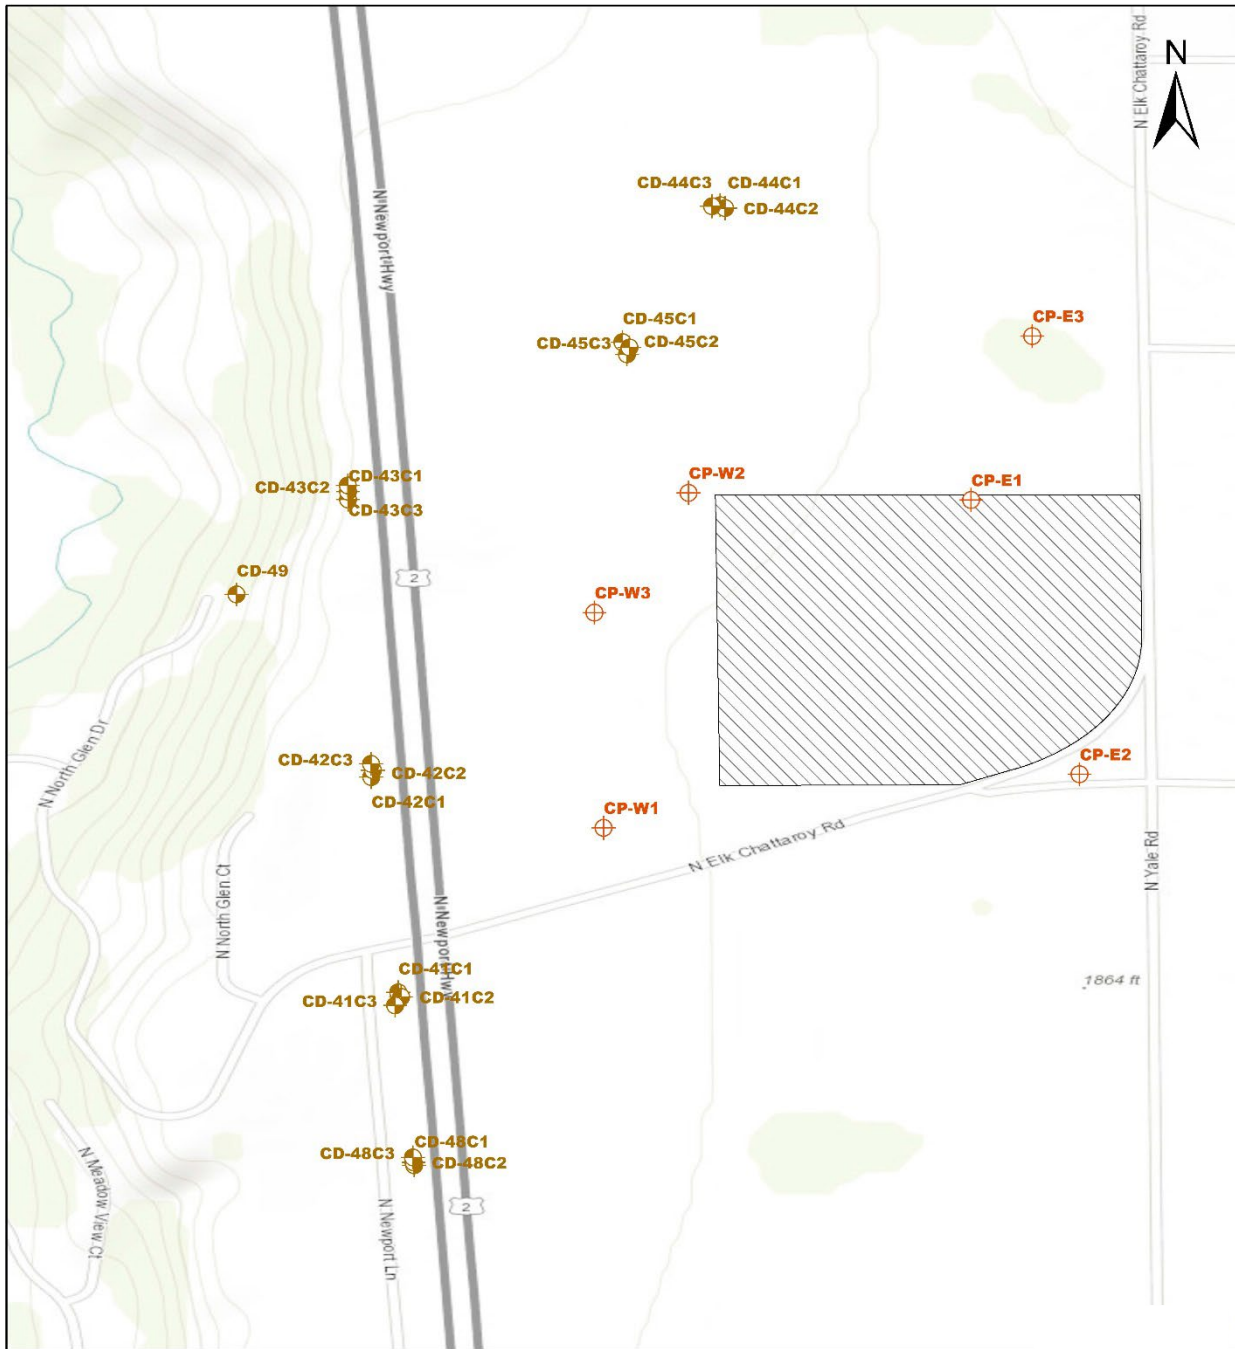 N Elk Chattaroy Rd
N
CD-44C3
CD-44C1
CD-44C2
N Newport Hwy
CD-45C1
CD-45C3
CD-45C2
CP-E3
CD-43C1
CD-43C2
CD-43C3
CP-W2
CP-E1
CD-49
2
CP-W3
N North Glen Dr
CD-42C3
CD-42C2
CD-42C1
CP-E2
CP-W1
N Elk Chattaroy Rd
N Yale Rd
N North Glen Ct
N Newport Hwy
CD-41C1
CD-41C3
CD-41C2
1864 ft
CD-48C1
CD-48C3
CD-48C2
N Meadow View Ct
N Newport Ln
2